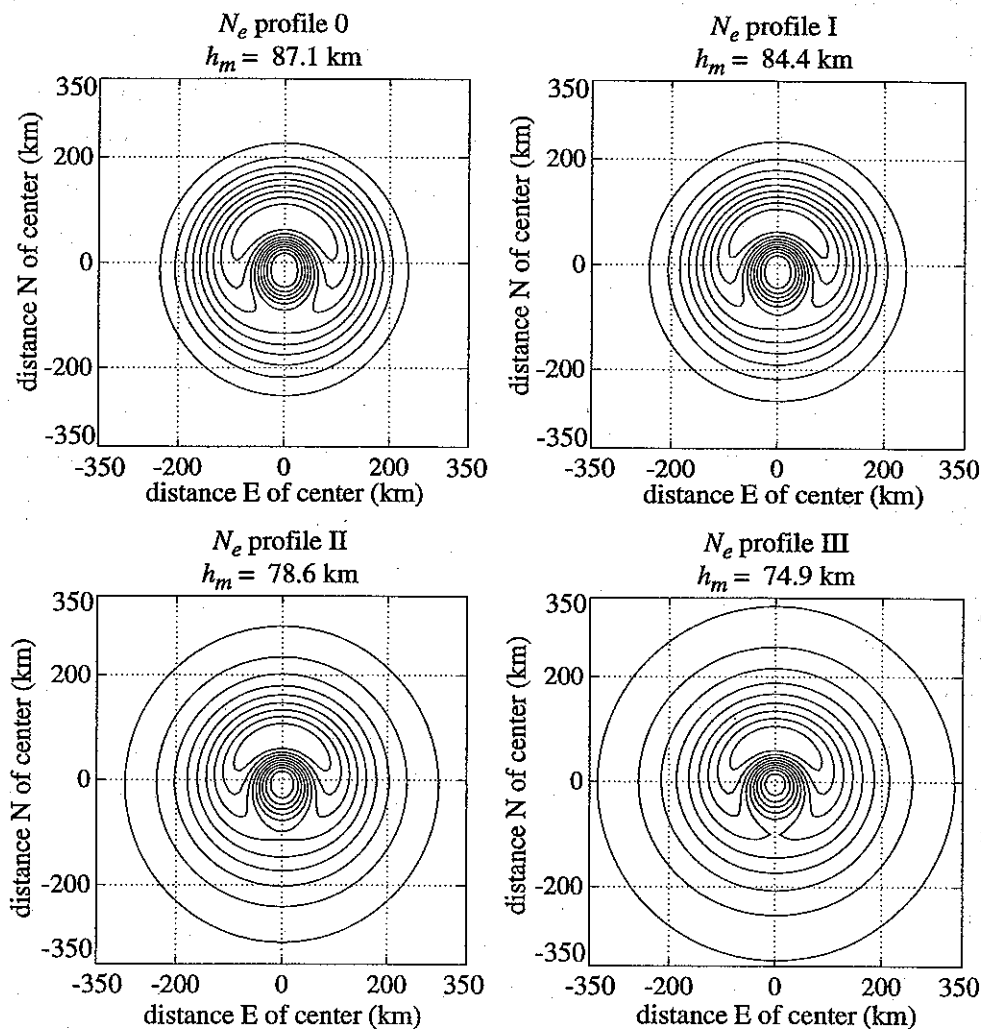 N_e profile 0
h_m = 87.1 km
350
200
0
-200
-350
distance N of center (km)
-350 -200 0 200 350
distance E of center (km)
N_e profile I
h_m = 84.4 km
350
200
0
-200
-350
distance N of center (km)
-350 -200 0 200 350
distance E of center (km)
N_e profile II
h_m = 78.6 km
350
200
0
-200
-350
distance N of center (km)
-350 -200 0 200 350
distance E of center (km)
N_e profile III
h_m = 74.9 km
350
200
0
-200
-350
distance N of center (km)
-350 -200 0 200 350
distance E of center (km)